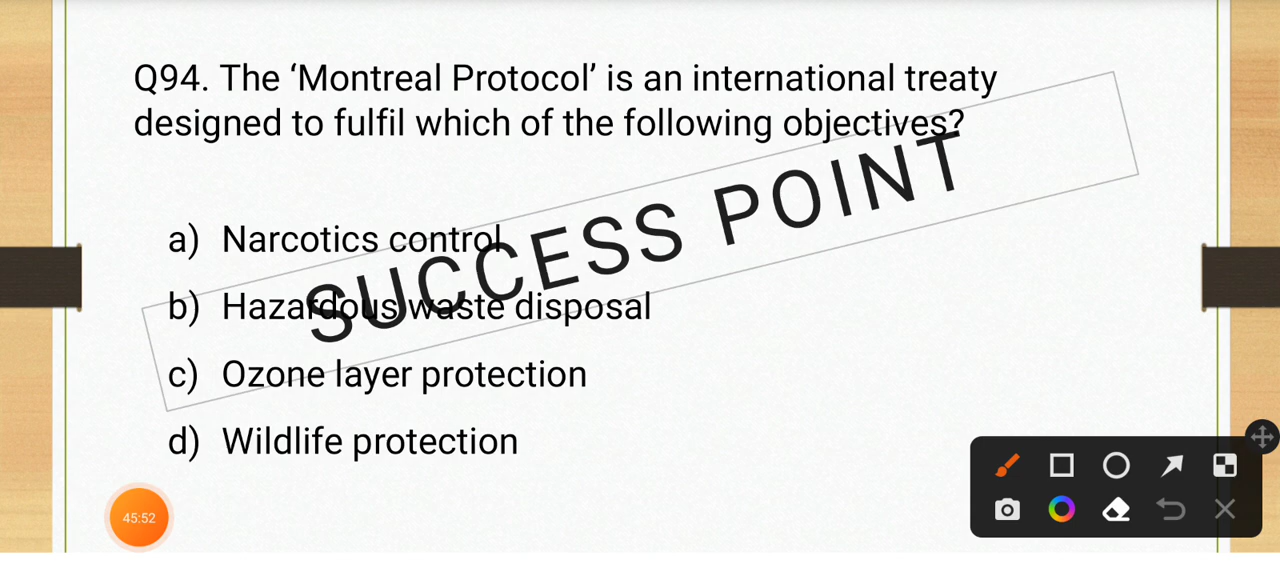 Q94. The ‘Montreal Protocol’ is an international treaty
designed to fulfil which of the following objectives?
SUCCESS POINT
a) Narcotics control
b) Hazardous waste disposal
c) Ozone layer protection
d) Wildlife protection
45:52